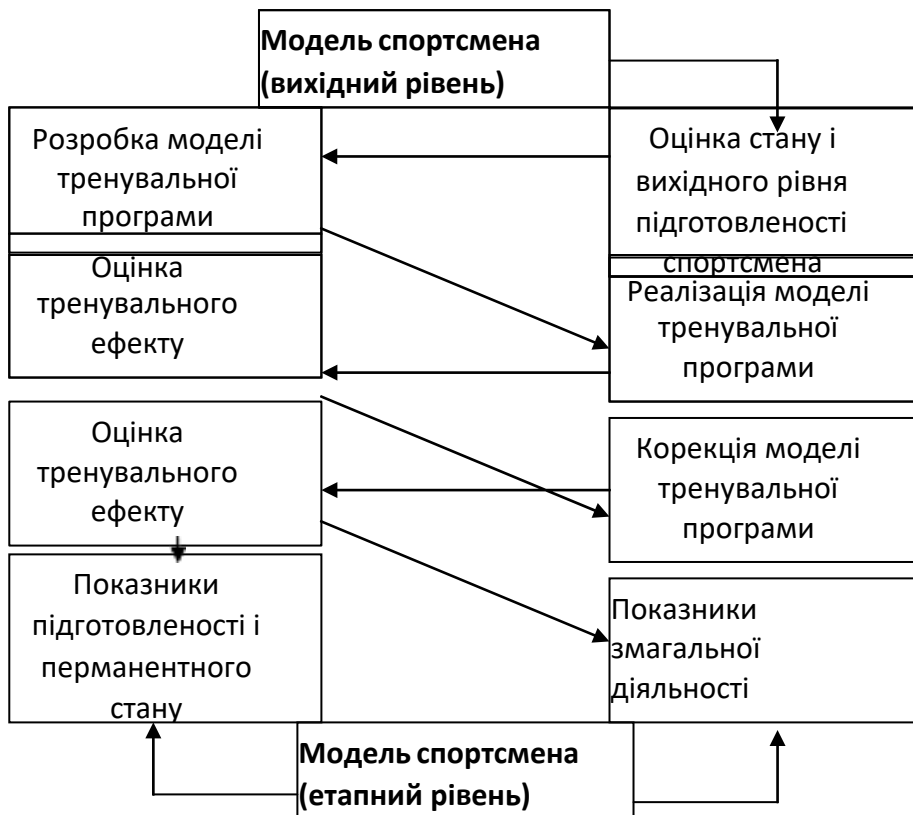 Модель спортсмена
(вихідний рівень)
Розробка моделі
тренувальної
програми
Оцінка стану і
вихідного рівня
підготовленості
спортсмена
Оцінка
тренувального
ефекту
Реалізація моделі
тренувальної
програми
Оцінка
тренувального
ефекту
Корекція моделі
тренувальної
програми
Показники
підготовленості і
перманентного
стану
Показники
змагальної
діяльності
Модель спортсмена
(етапний рівень)